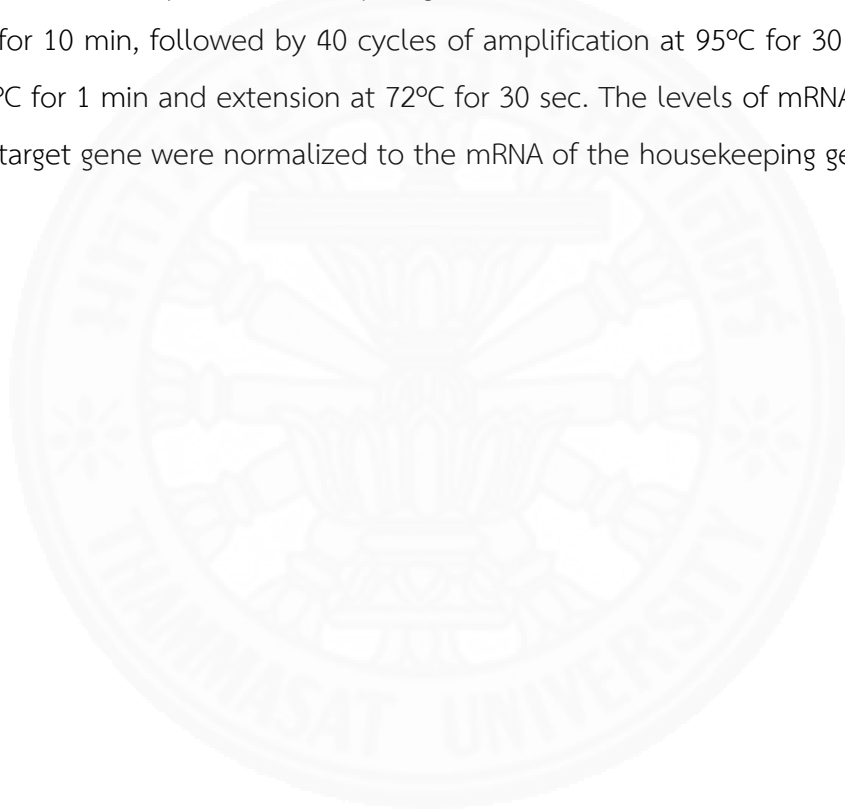 for 10 min, followed by 40 cycles of amplification at 95ºC for 30
ºC for 1 min and extension at 72ºC for 30 sec. The levels of mRNA
target gene were normalized to the mRNA of the housekeeping ge
THAMMASAT UNIVERSITY